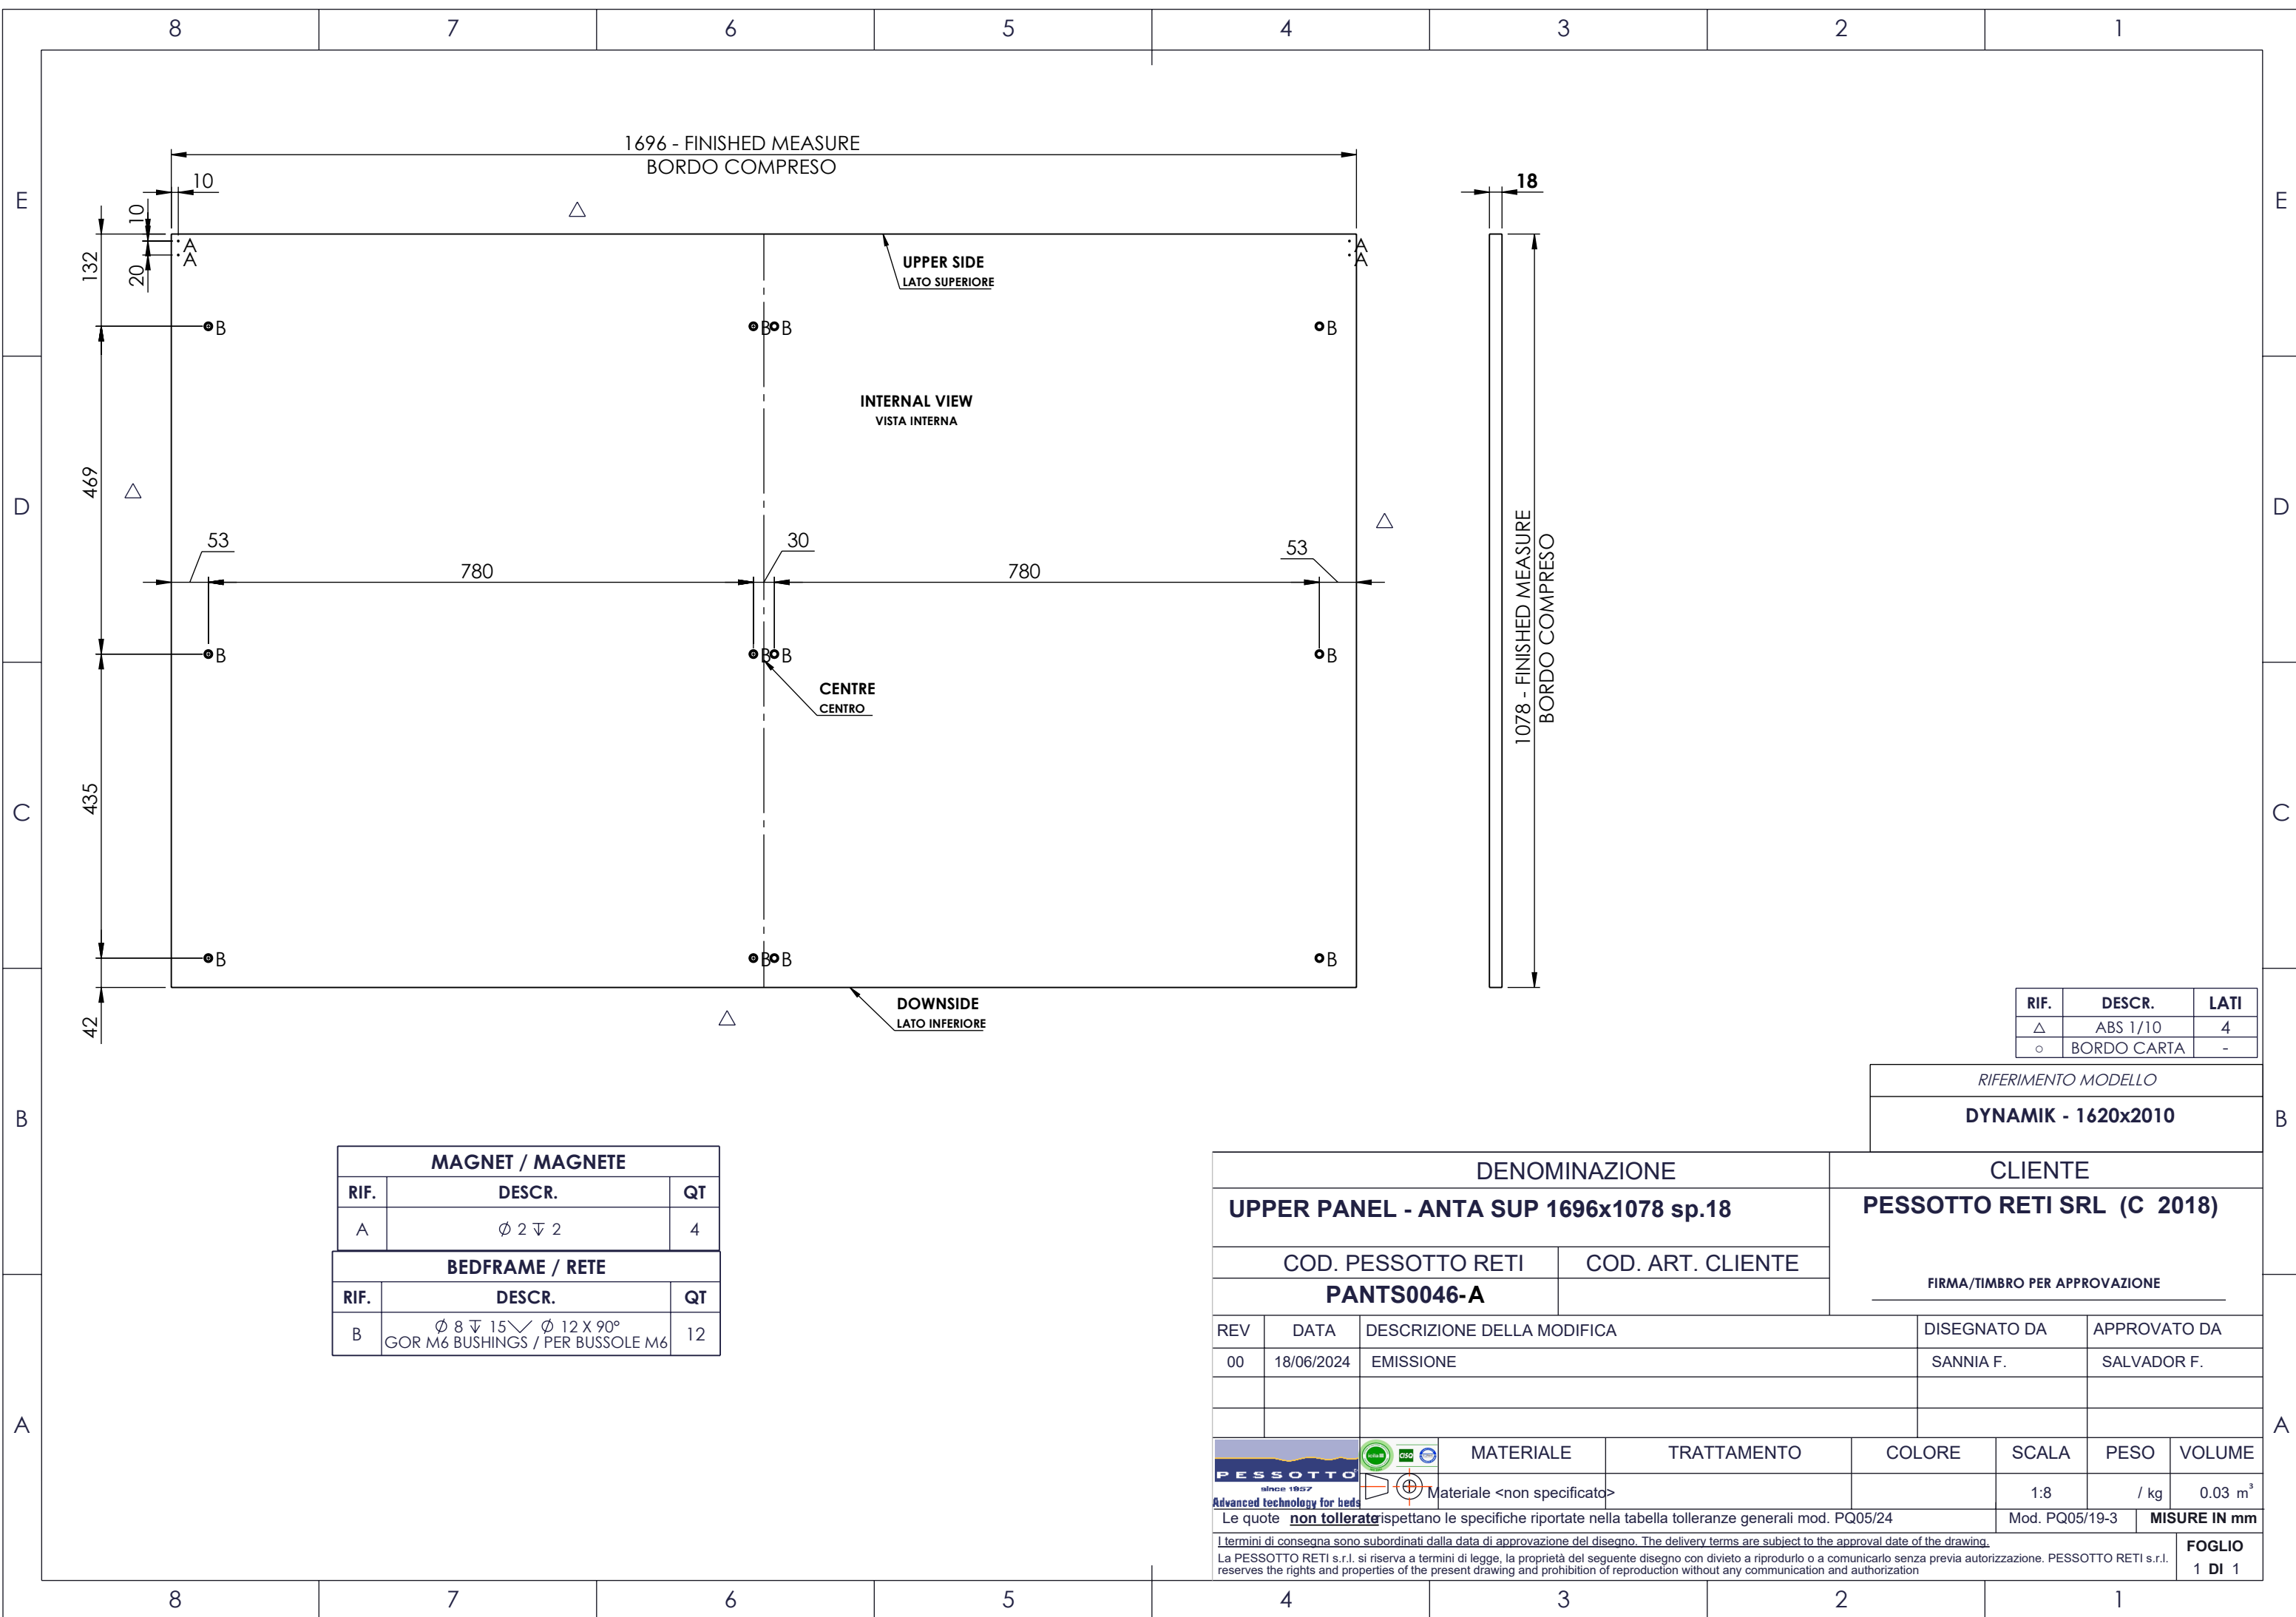 8 7 6 5 4 3 2 1
E
E
D
D
C
C
B
B
A
A
1696 - FINISHED MEASURE
BORDO COMPRESO
10
10
132
20
A
A
A
A
UPPER SIDE
LATO SUPERIORE
18
B
B B
B
INTERNAL VIEW
VISTA INTERNA
469
53
780
30
780
53
1078 - FINISHED MEASURE
BORDO COMPRESO
B
B B
B
CENTRE
CENTRO
435
B
B B
B
42
DOWNSIDE
LATO INFERIORE
RIF. DESCR. LATI
△ ABS 1/10 4
○ BORDO CARTA -
RIFERIMENTO MODELLO
DYNAMIK - 1620x2010
MAGNET / MAGNETE
RIF. DESCR. QT
A ∅ 2 ↧ 2 4
BEDFRAME / RETE
RIF. DESCR. QT
B ∅ 8 ↧ 15 ⌵ ∅ 12 X 90° 12
GOR M6 BUSHINGS / PER BUSSOLE M6
DENOMINAZIONE CLIENTE
UPPER PANEL - ANTA SUP 1696x1078 sp.18 PESSOTTO RETI SRL (C 2018)
COD. PESSOTTO RETI COD. ART. CLIENTE
PANTS0046-A
FIRMA/TIMBRO PER APPROVAZIONE
REV DATA DESCRIZIONE DELLA MODIFICA DISEGNATO DA APPROVATO DA
00 18/06/2024 EMISSIONE SANNIA F. SALVADOR F.
PESSOTTO
since 1957
Advanced technology for beds
MATERIALE TRATTAMENTO COLORE SCALA PESO VOLUME
Materiale <non specificato> 1:8 / kg 0.03 m³
Le quote non tollerate rispettano le specifiche riportate nella tabella tolleranze generali mod. PQ05/24 Mod. PQ05/19-3 MISURE IN mm
I termini di consegna sono subordinati dalla data di approvazione del disegno. The delivery terms are subject to the approval date of the drawing.
La PESSOTTO RETI s.r.l. si riserva a termini di legge, la proprietà del seguente disegno con divieto a riprodurlo o a comunicarlo senza previa autorizzazione. PESSOTTO RETI s.r.l.
reserves the rights and properties of the present drawing and prohibition of reproduction without any communication and authorization
FOGLIO
1 DI 1
8 7 6 5 4 3 2 1